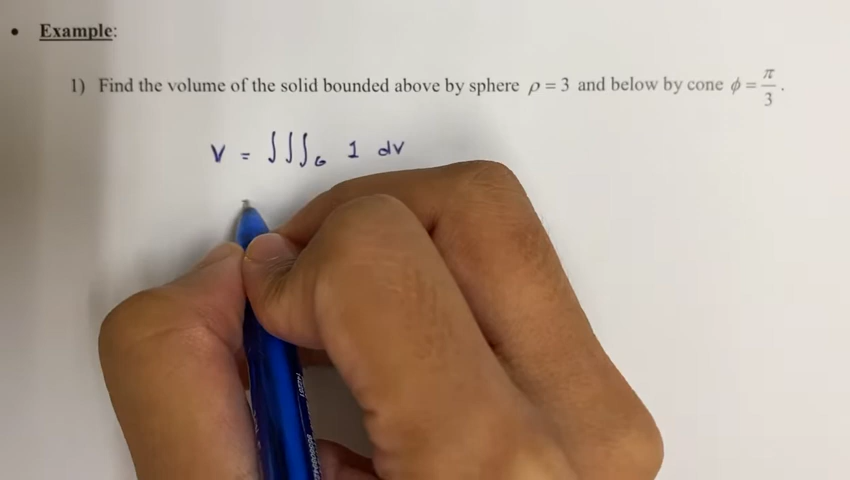 • Example:
1) Find the volume of the solid bounded above by sphere ρ = 3 and below by cone ϕ = π/3 .
V = ∫∫∫_G 1 dV